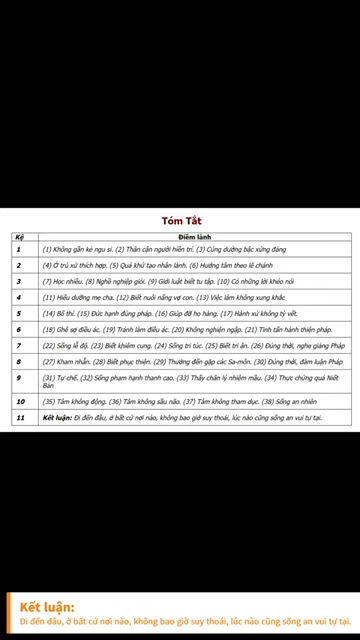 Tóm Tắt
Kệ Điềm lành
1 (1) Không gần kẻ ngu si. (2) Thân cận người hiền trí. (3) Cúng dường bậc xứng đáng
2 (4) Ở trú xứ thích hợp. (5) Quá khứ tạo nhân lành. (6) Hướng tâm theo lẽ chánh
3 (7) Học nhiều. (8) Nghề nghiệp giỏi. (9) Giới luật biết tu tập. (10) Có những lời khéo nói
4 (11) Hiếu dưỡng mẹ cha. (12) Biết nuôi nấng vợ con. (13) Việc làm không xung khắc
5 (14) Bố thí. (15) Đức hạnh đúng pháp. (16) Giúp đỡ họ hàng. (17) Hành xử không tỳ vết.
6 (18) Ghê sợ điều ác. (19) Tránh làm điều ác. (20) Không nghiện ngập. (21) Tinh tấn hành thiện pháp.
7 (22) Sống lễ độ. (23) Biết khiêm cung. (24) Sống tri túc. (25) Biết tri ân. (26) Đúng thời, nghe giảng Pháp
8 (27) Kham nhẫn. (28) Biết phục thiện. (29) Thường đến gặp các Sa-môn. (30) Đúng thời, đàm luận Pháp
9 (31) Tự chế. (32) Sống phạm hạnh thanh cao. (33) Thấy chân lý nhiệm mầu. (34) Thực chứng quả Niết
Bàn
10 (35) Tâm không động. (36) Tâm không sầu não. (37) Tâm không tham dục. (38) Sống an nhiên
11 Kết luận: Đi đến đâu, ở bất cứ nơi nào, không bao giờ suy thoái, lúc nào cũng sống an vui tự tại.
Kết luận:
Đi đến đâu, ở bất cứ nơi nào, không bao giờ suy thoái, lúc nào cũng sống an vui tự tại.